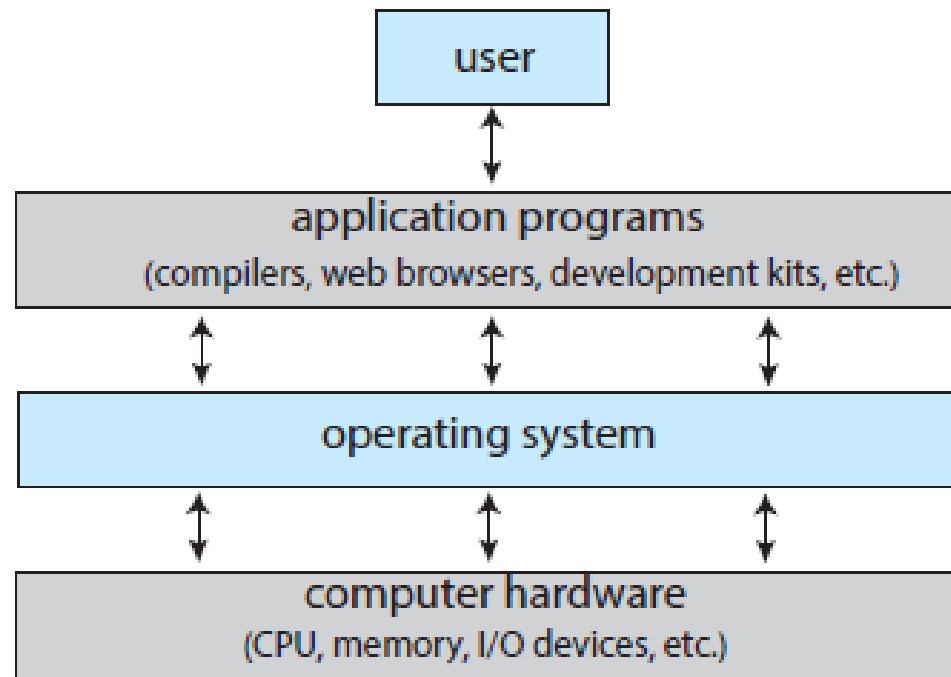 user
application programs
(compilers, web browsers, development kits, etc.)
operating system
computer hardware
(CPU, memory, I/O devices, etc.)